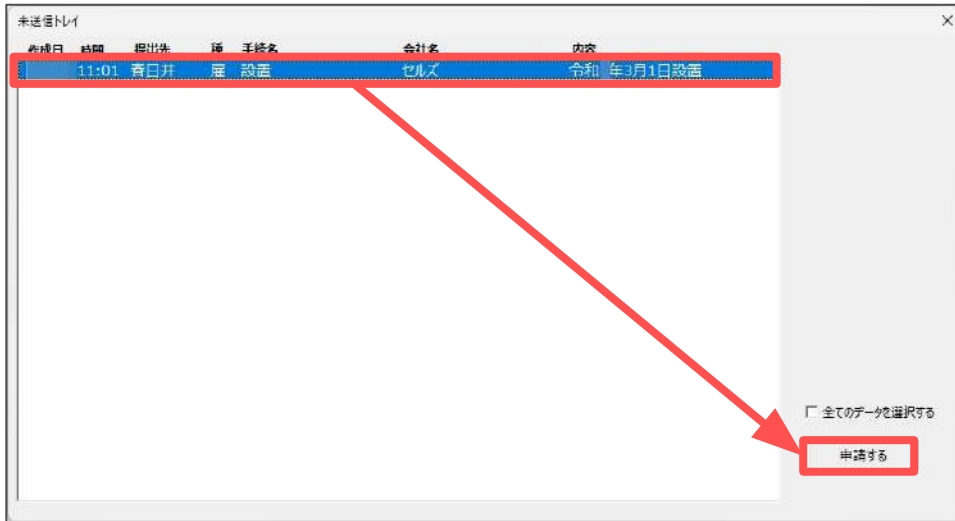 未送信トレイ
作成日 時間 提出先 種 手続名 会社名 内容
11:01 春日井 雇 設置 セルズ 令和 年3月1日設置
全てのデータを選択する
申請する